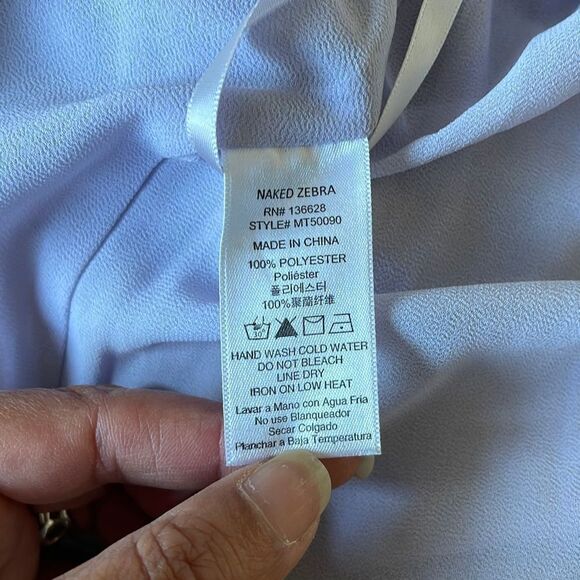 NAKED ZEBRA
RN# 136628
STYLE# MT50090
MADE IN CHINA
100% POLYESTER
Poliéster
폴리에스터
100%聚酯纤维
30°
HAND WASH COLD WATER
DO NOT BLEACH
LINE DRY
IRON ON LOW HEAT
Lavar a Mano con Agua Fria
No use Blanqueador
Secar Colgado
Planchar a Baja Temperatura